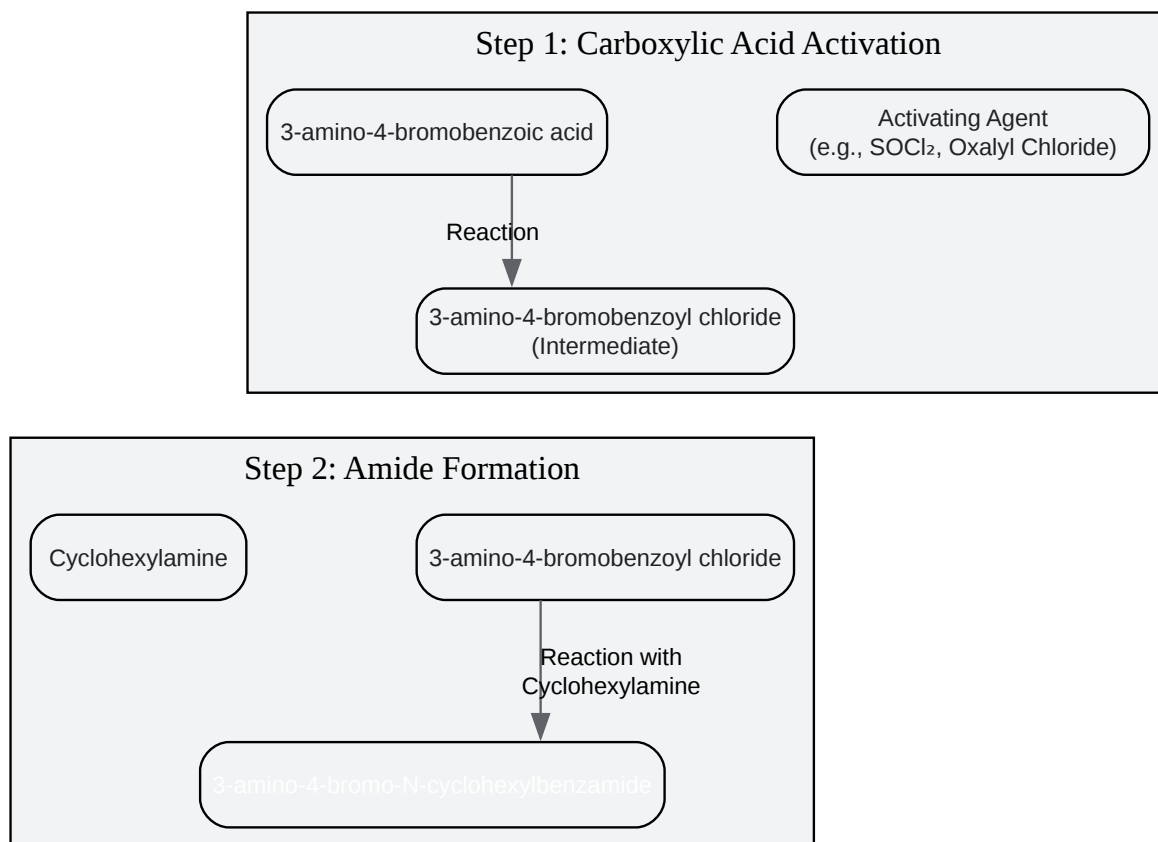 Step 1: Carboxylic Acid Activation
3-amino-4-bromobenzoic acid
Activating Agent
(e.g., SOCl₂, Oxalyl Chloride)
Reaction
3-amino-4-bromobenzoyl chloride
(Intermediate)
Step 2: Amide Formation
Cyclohexylamine
3-amino-4-bromobenzoyl chloride
Reaction with
Cyclohexylamine
3-amino-4-bromo-N-cyclohexylbenzamide